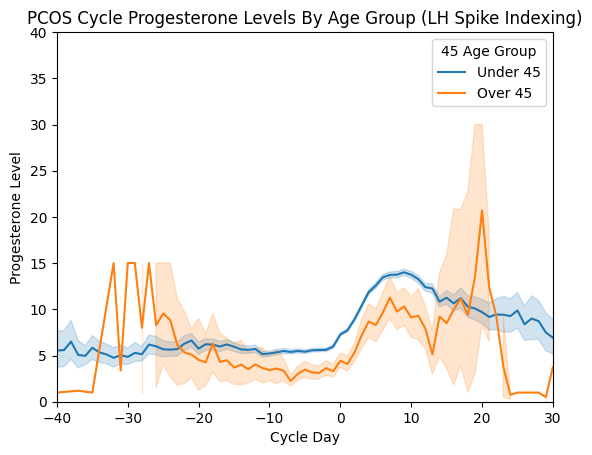 PCOS Cycle Progesterone Levels By Age Group (LH Spike Indexing)
40
35
30
25
20
15
10
5
0
Progesterone Level
45 Age Group
Under 45
Over 45
−40
−30
−20
−10
0
10
20
30
Cycle Day